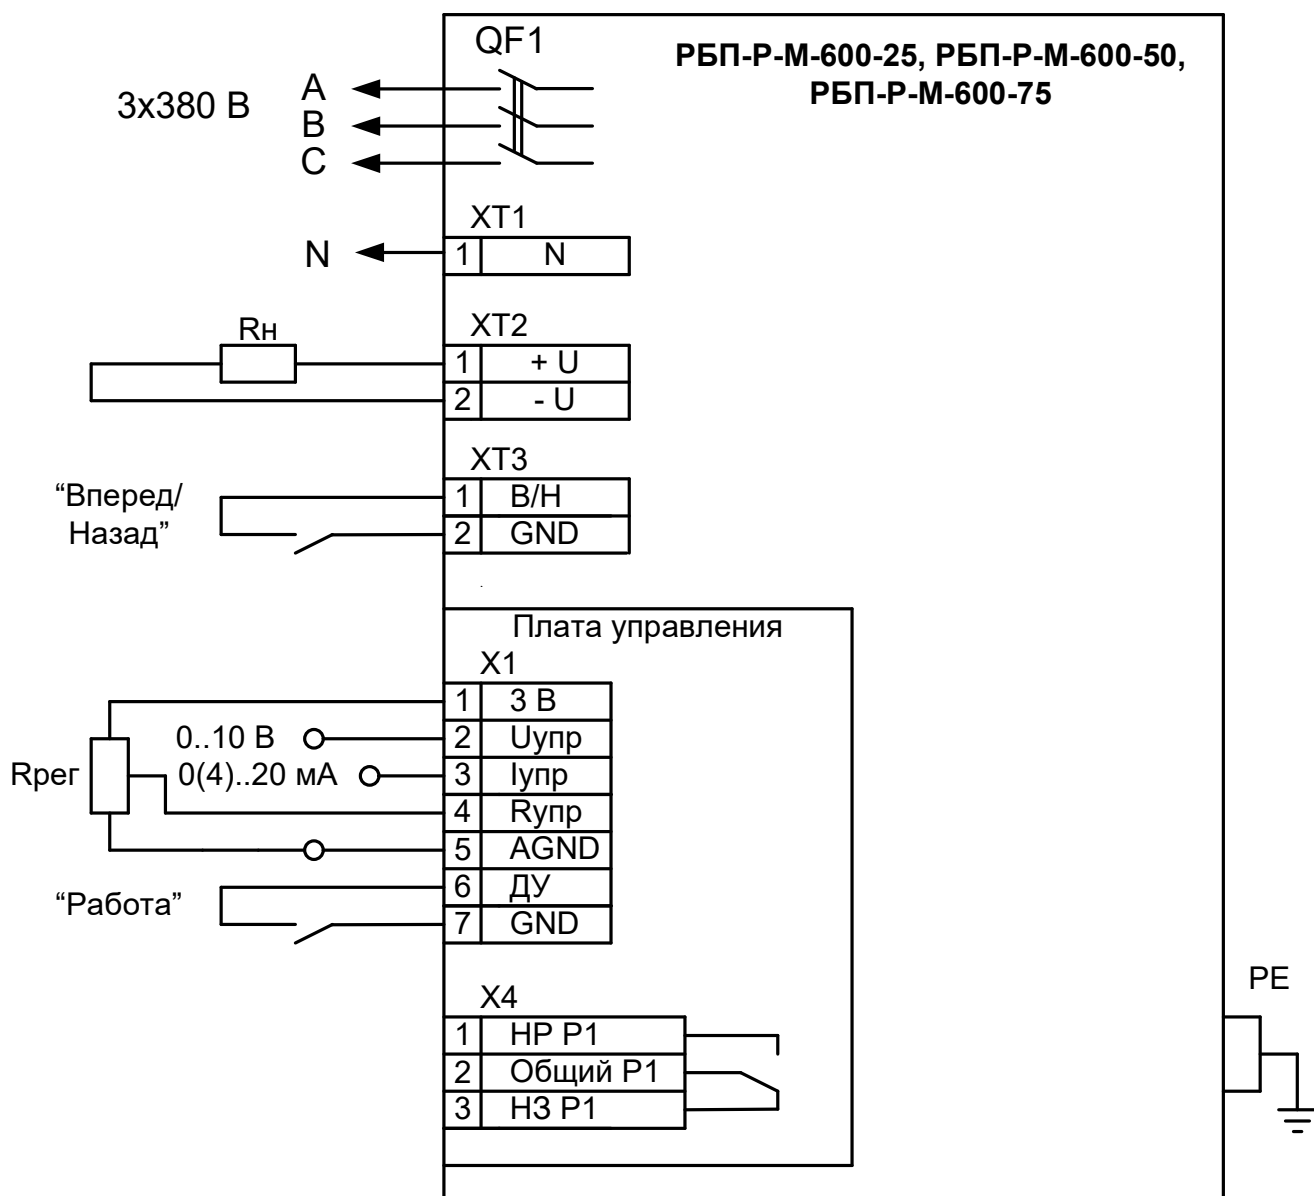 QF1
РБП-Р-М-600-25, РБП-Р-М-600-50,
РБП-Р-М-600-75
3x380 В
A
B
C
XT1
N
1 N
Rн
XT2
1 + U
2 - U
XT3
“Вперед/
Назад”
1 В/Н
2 GND
Плата управления
X1
1 3 В
0..10 В
2 Uупр
Rрег
0(4)..20 мА
3 Iупр
4 Rупр
5 AGND
“Работа”
6 ДУ
7 GND
PE
X4
1 НР Р1
2 Общий Р1
3 НЗ Р1